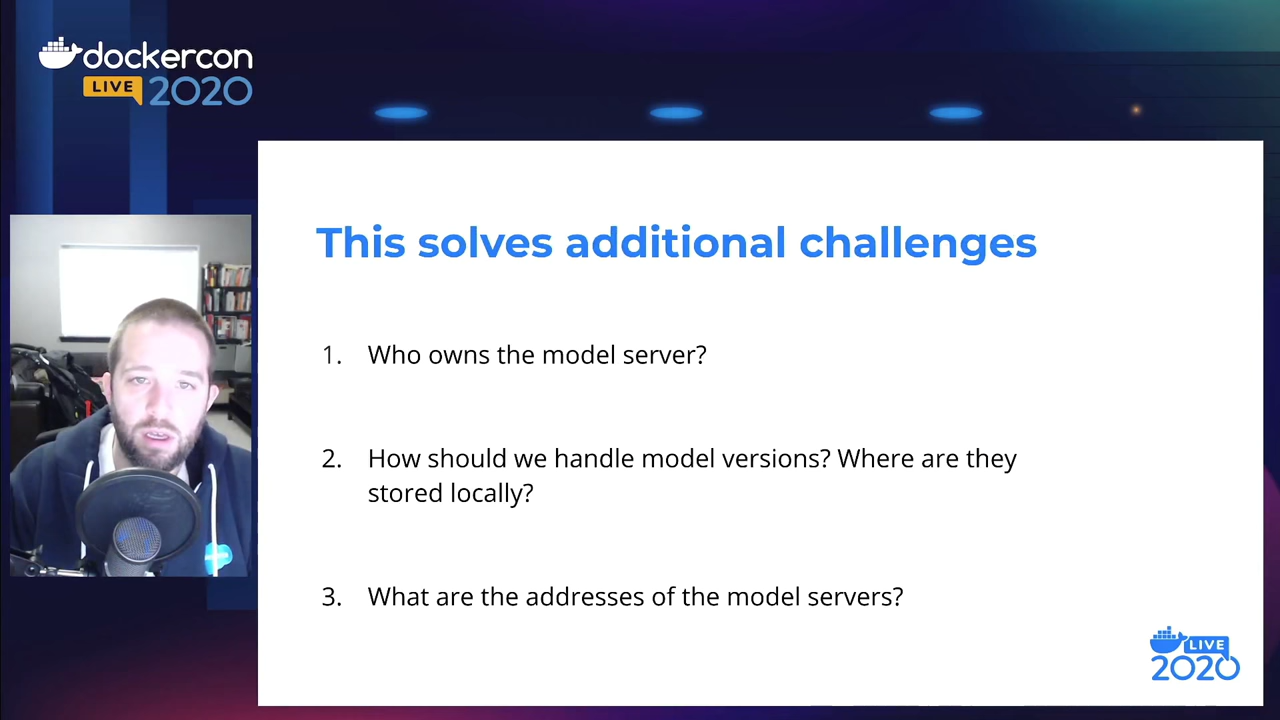 dockercon
LIVE 2020
This solves additional challenges
1. Who owns the model server?
2. How should we handle model versions? Where are they
stored locally?
3. What are the addresses of the model servers?
LIVE
2020